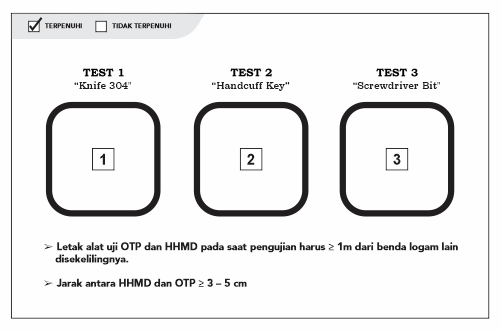 TERPENUHI TIDAK TERPENUHI
TEST 1 TEST 2 TEST 3
“Knife 304" “Handcuff Key” “Screwdriver Bit"
1 2 3
➢ Letak alat uji OTP dan HHMD pada saat pengujian harus ≥ 1m dari benda logam lain
disekelilingnya.
➢ Jarak antara HHMD dan OTP ≥ 3 – 5 cm